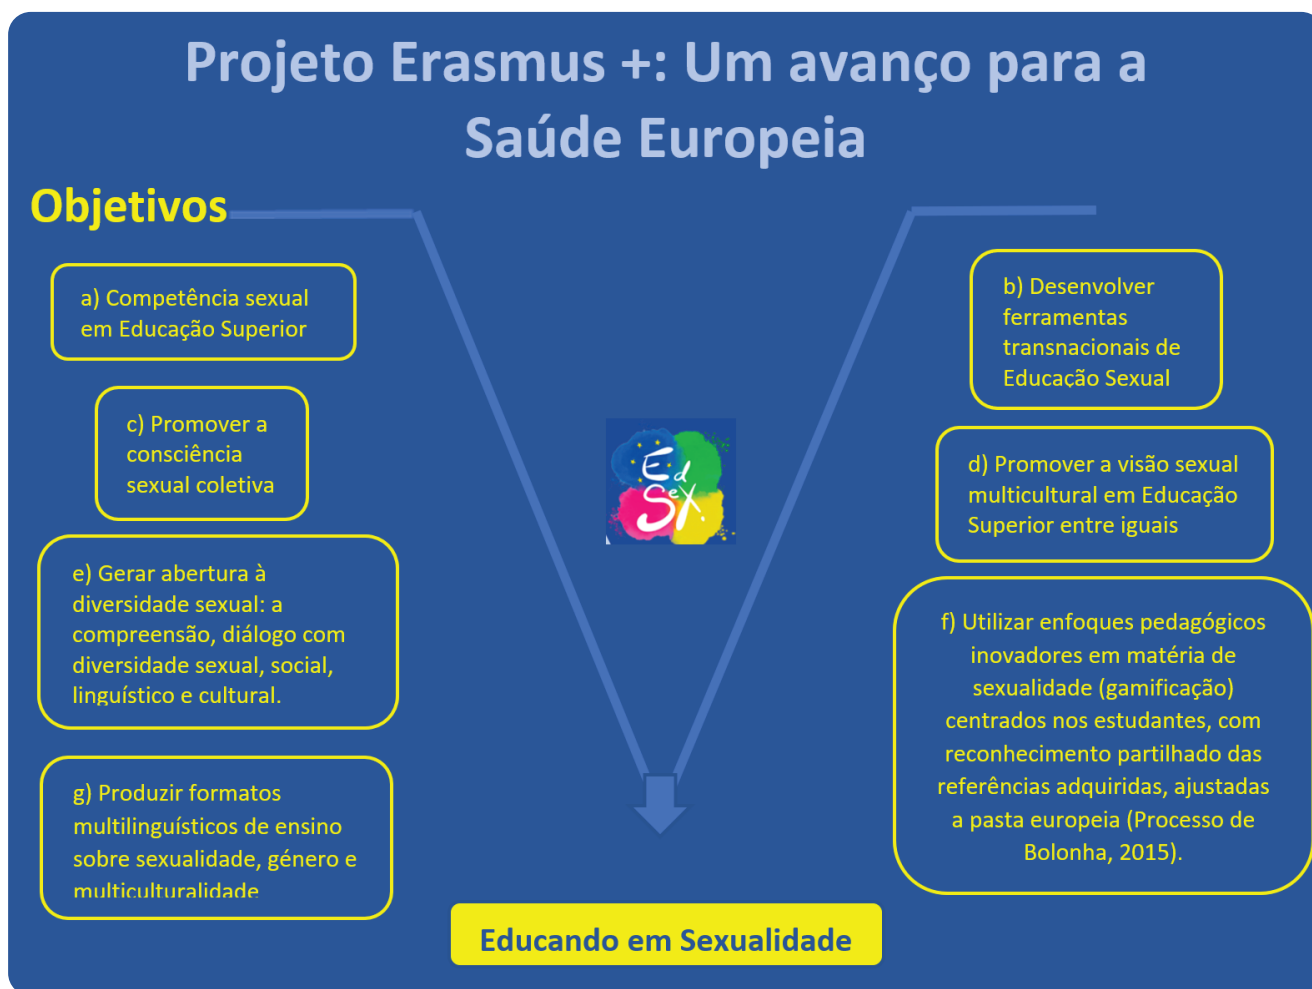 Projeto Erasmus +: Um avanço para a
Saúde Europeia
Objetivos
a) Competência sexual
em Educação Superior
b) Desenvolver
ferramentas
transnacionais de
Educação Sexual
c) Promover a
consciência
sexual coletiva
d) Promover a visão sexual
multicultural em Educação
Superior entre iguais
Ed
SeX.
e) Gerar abertura à
diversidade sexual: a
compreensão, diálogo com
diversidade sexual, social,
linguístico e cultural.
f) Utilizar enfoques pedagógicos
inovadores em matéria de
sexualidade (gamificação)
centrados nos estudantes, com
reconhecimento partilhado das
referências adquiridas, ajustadas
a pasta europeia (Processo de
Bolonha, 2015).
g) Produzir formatos
multilinguísticos de ensino
sobre sexualidade, género e
multiculturalidade
Educando em Sexualidade